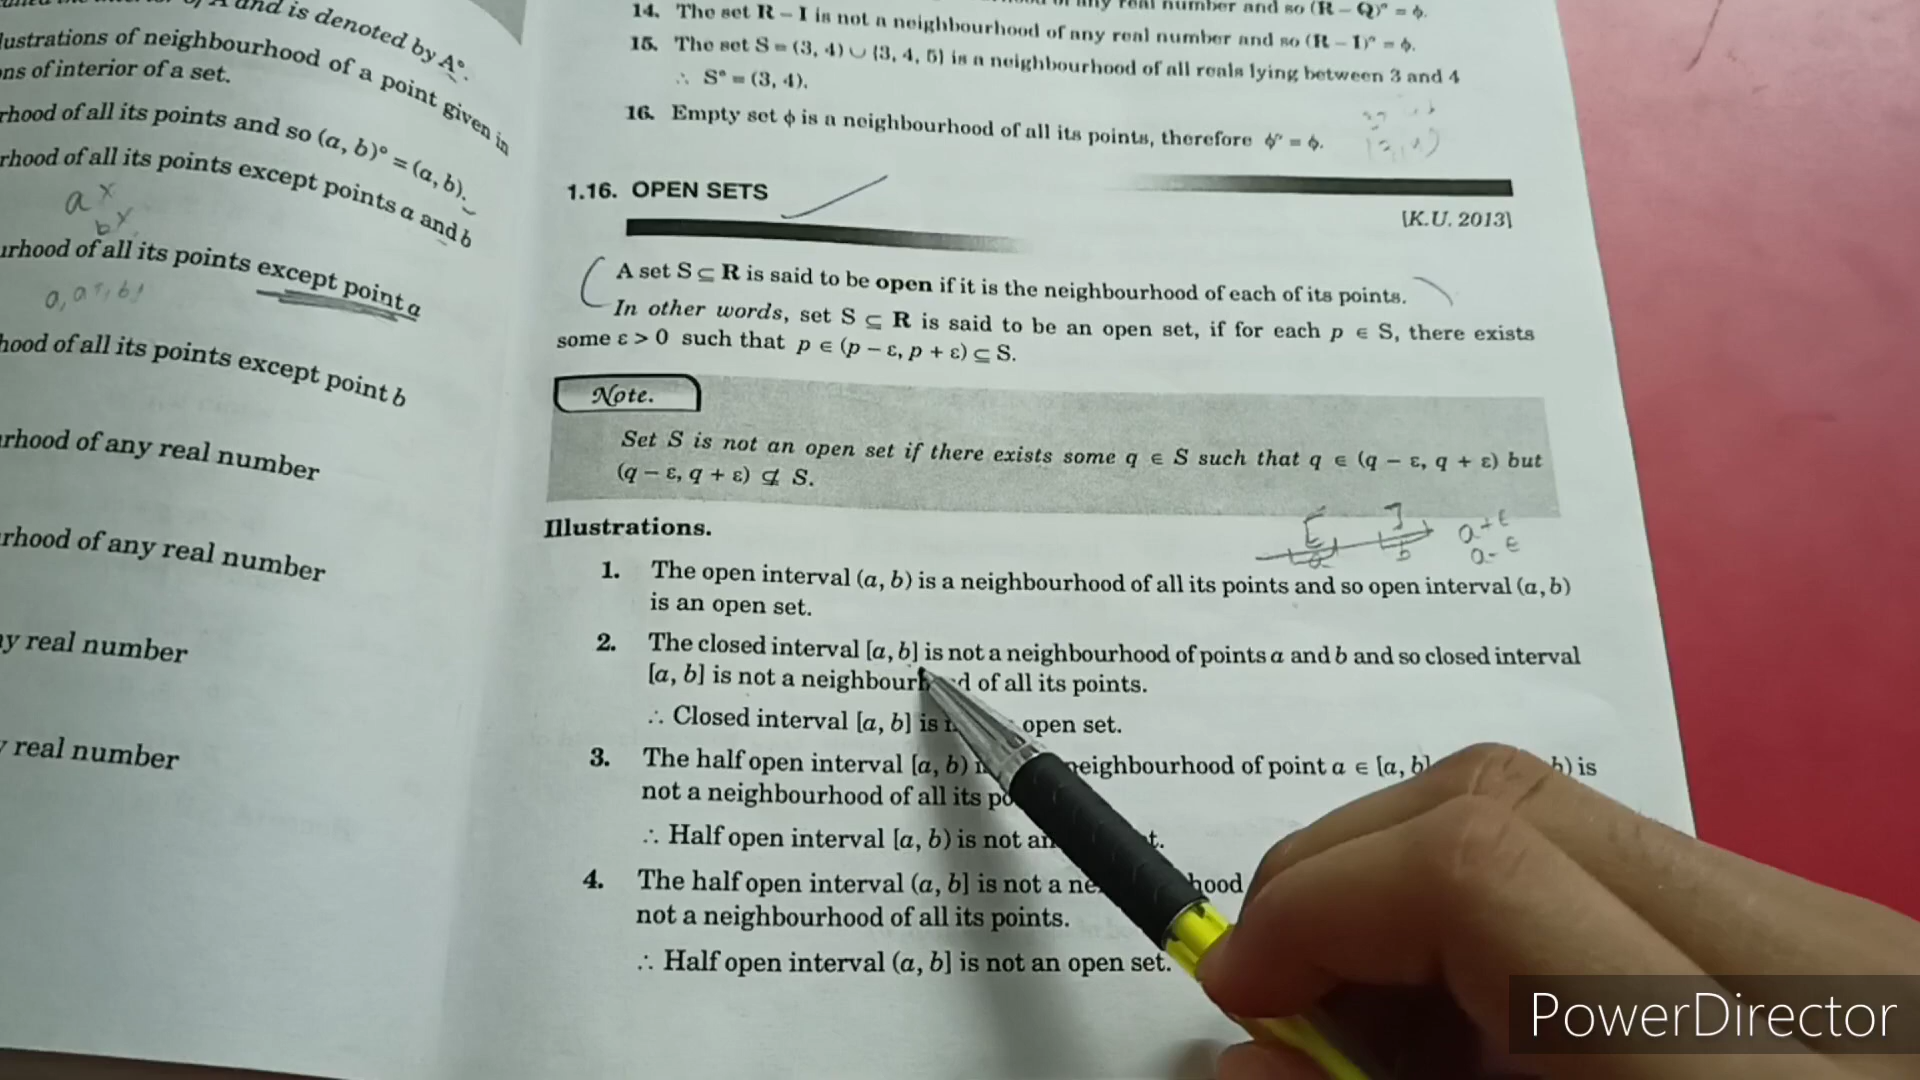 A and is denoted by A°.
lustrations of neighbourhood of a point given in
ns of interior of a set.
rhood of all its points and so (a, b)° = (a, b).
rhood of all its points except points a and b
a x
b x
urhood of all its points except point a
hood of all its points except point b
rhood of any real number
rhood of any real number
ny real number
y real number
any real number and so (R – Q)° = ϕ.
14. The set R – I is not a neighbourhood of any real number and so (R – I)° = ϕ.
15. The set S = (3, 4) ∪ {3, 4, 5} is a neighbourhood of all reals lying between 3 and 4
∴ S° = (3, 4).
16. Empty set ϕ is a neighbourhood of all its points, therefore ϕ° = ϕ.
1.16. OPEN SETS
[K.U. 2013]
A set S ⊆ R is said to be open if it is the neighbourhood of each of its points.
In other words, set S ⊆ R is said to be an open set, if for each p ∈ S, there exists
some ε > 0 such that p ∈ (p – ε, p + ε) ⊆ S.
Note.
Set S is not an open set if there exists some q ∈ S such that q ∈ (q – ε, q + ε) but
(q – ε, q + ε) ⊄ S.
[ ] a+ε
a b a-ε
Illustrations.
1. The open interval (a, b) is a neighbourhood of all its points and so open interval (a, b)
is an open set.
2. The closed interval [a, b] is not a neighbourhood of points a and b and so closed interval
[a, b] is not a neighbourh d of all its points.
∴ Closed interval [a, b] is open set.
3. The half open interval [a, b) neighbourhood of point a ∈ [a, b) b) is
not a neighbourhood of all its po
∴ Half open interval [a, b) is not an t.
4. The half open interval (a, b] is not a ne hood
not a neighbourhood of all its points.
∴ Half open interval (a, b] is not an open set.
PowerDirector